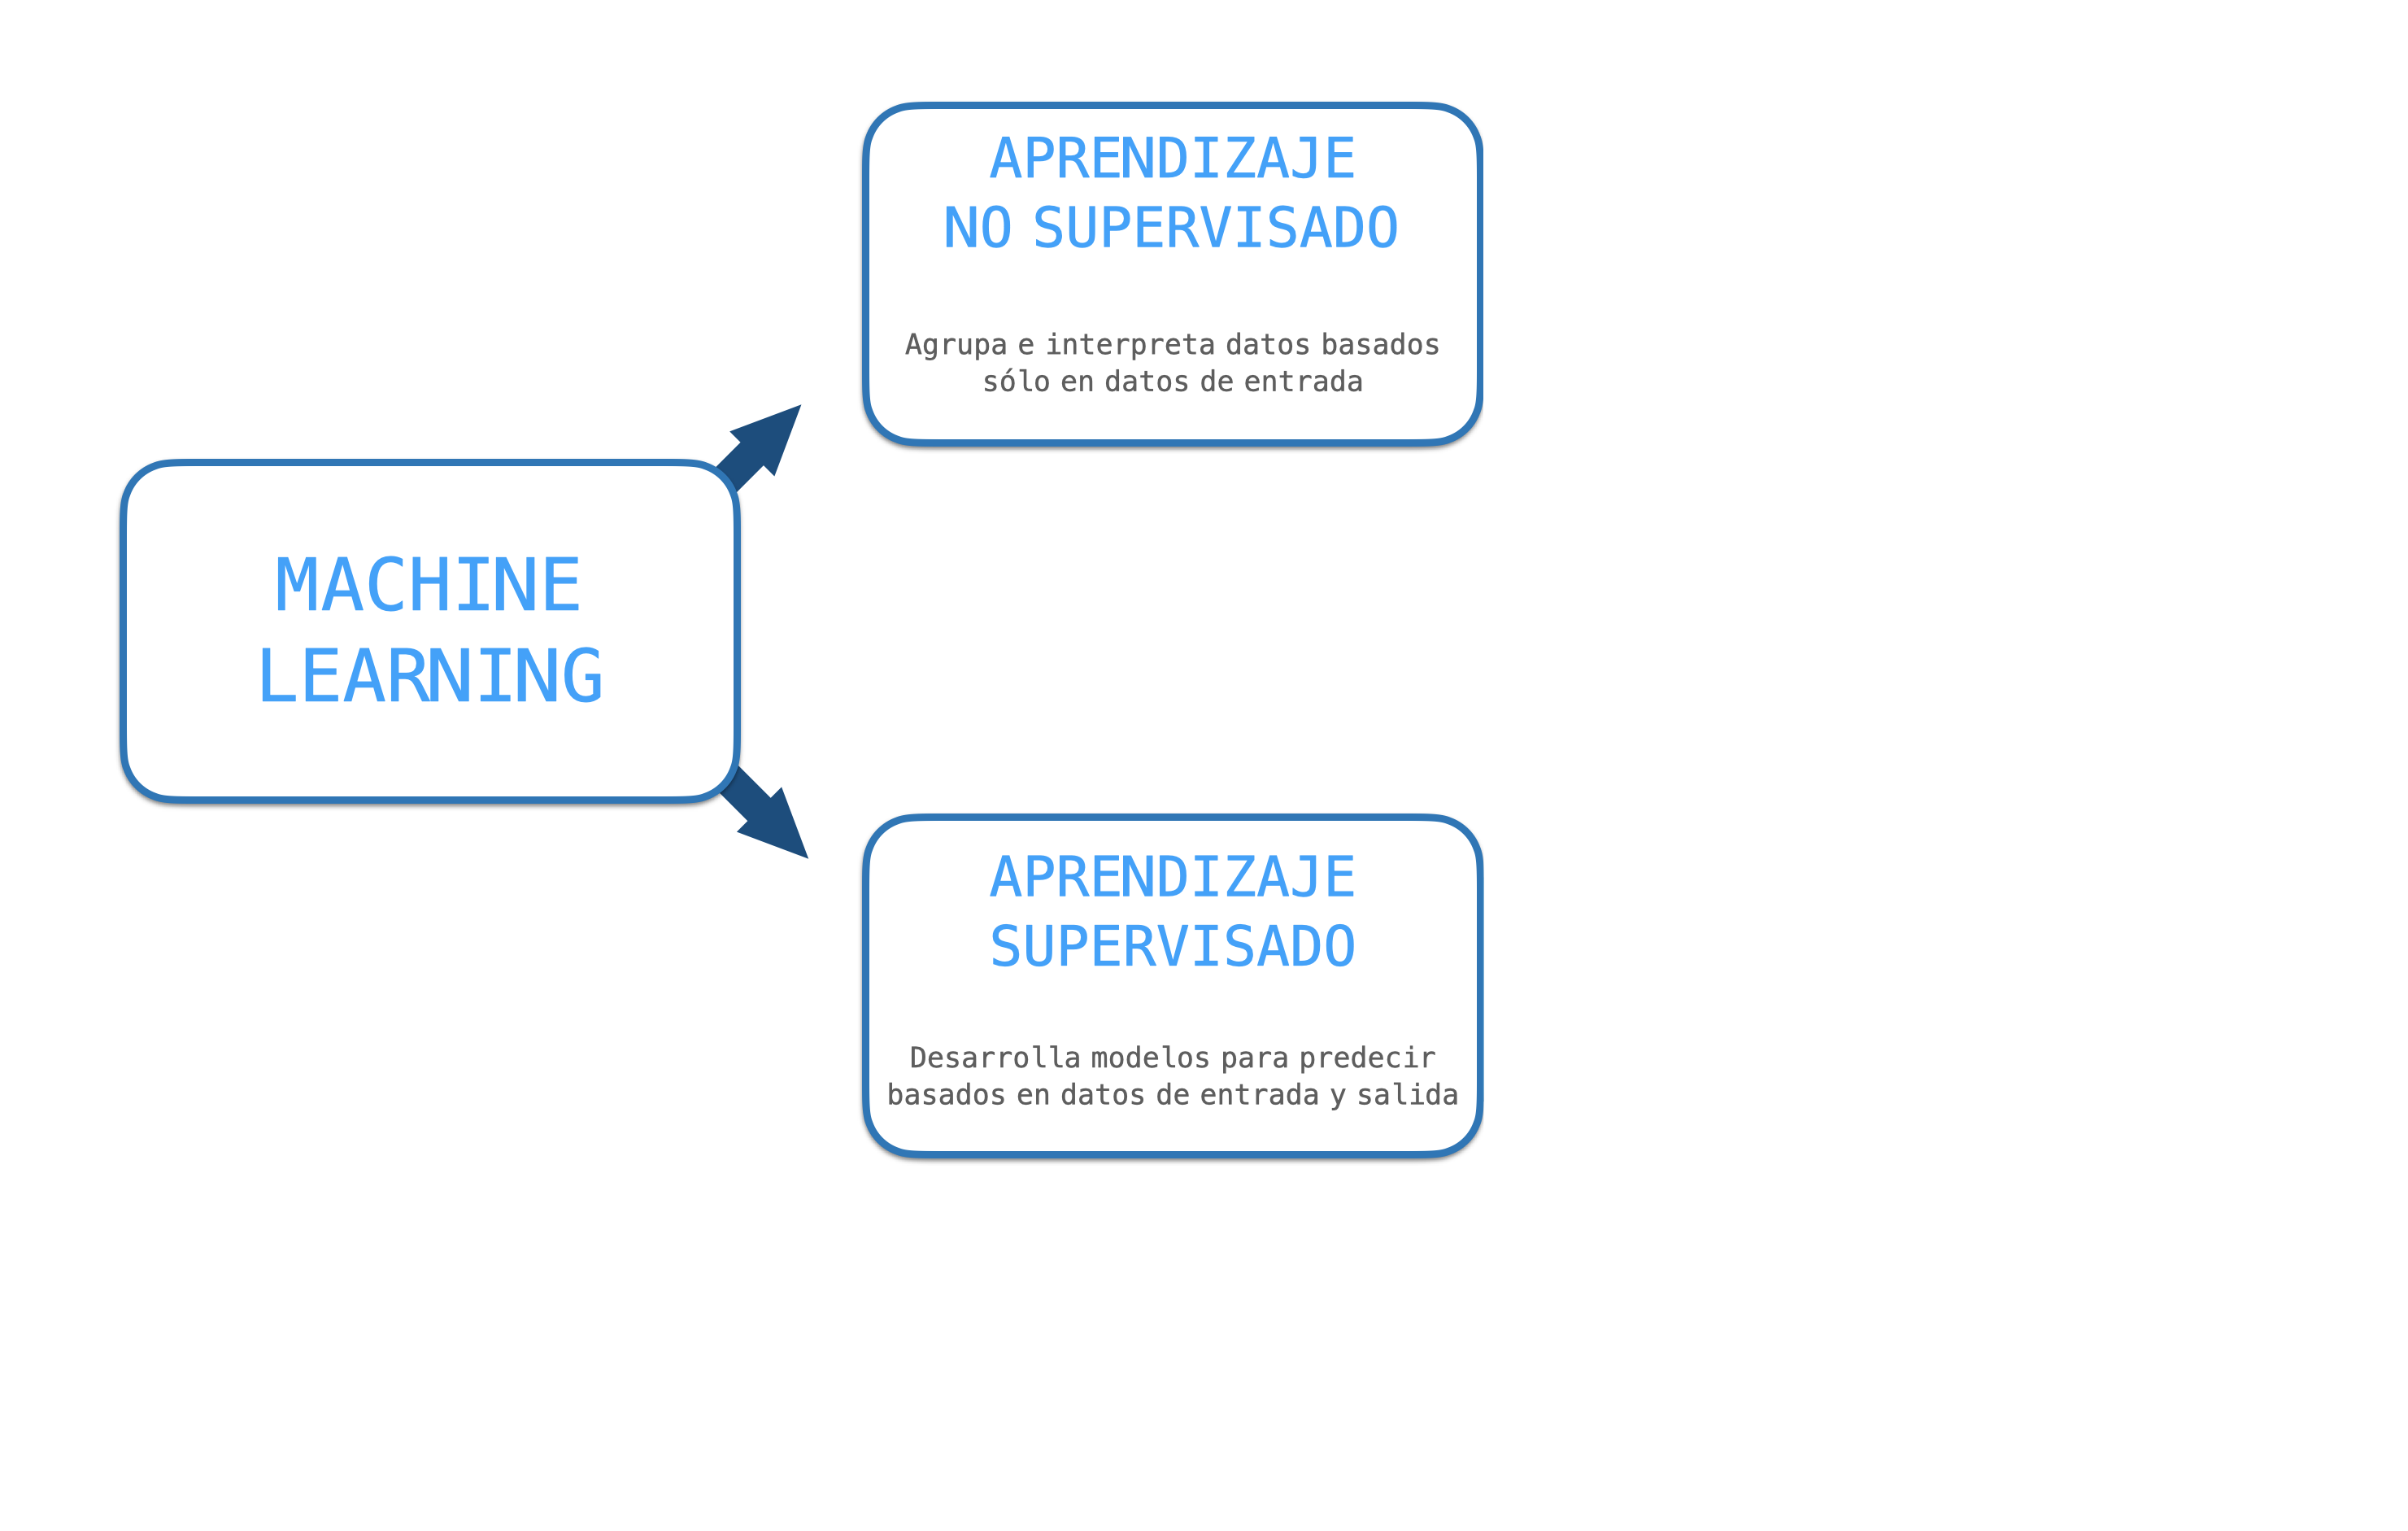 APRENDIZAJE
NO SUPERVISADO
Agrupa e interpreta datos basados
sólo en datos de entrada
MACHINE
LEARNING
APRENDIZAJE
SUPERVISADO
Desarrolla modelos para predecir
basados en datos de entrada y salida